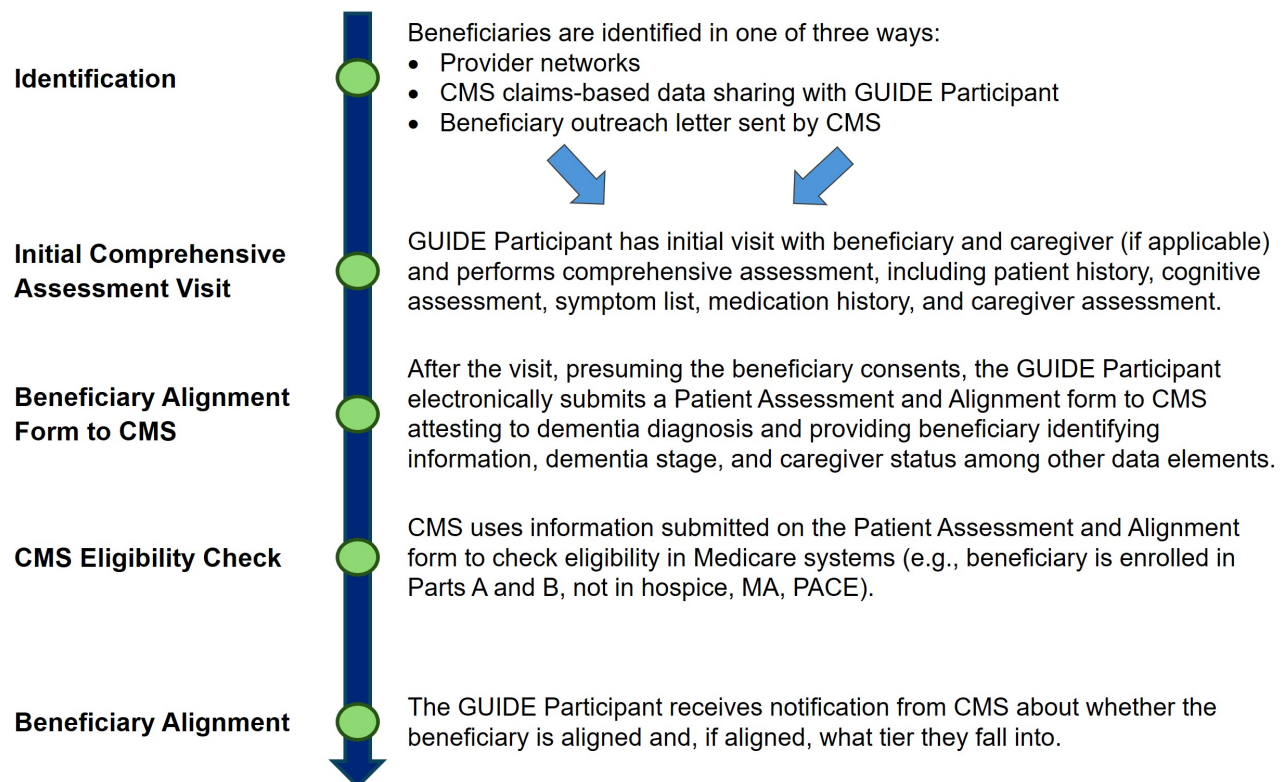 Identification
Beneficiaries are identified in one of three ways:
• Provider networks
• CMS claims-based data sharing with GUIDE Participant
• Beneficiary outreach letter sent by CMS
Initial Comprehensive
Assessment Visit
GUIDE Participant has initial visit with beneficiary and caregiver (if applicable)
and performs comprehensive assessment, including patient history, cognitive
assessment, symptom list, medication history, and caregiver assessment.
Beneficiary Alignment
Form to CMS
After the visit, presuming the beneficiary consents, the GUIDE Participant
electronically submits a Patient Assessment and Alignment form to CMS
attesting to dementia diagnosis and providing beneficiary identifying
information, dementia stage, and caregiver status among other data elements.
CMS Eligibility Check
CMS uses information submitted on the Patient Assessment and Alignment
form to check eligibility in Medicare systems (e.g., beneficiary is enrolled in
Parts A and B, not in hospice, MA, PACE).
Beneficiary Alignment
The GUIDE Participant receives notification from CMS about whether the
beneficiary is aligned and, if aligned, what tier they fall into.